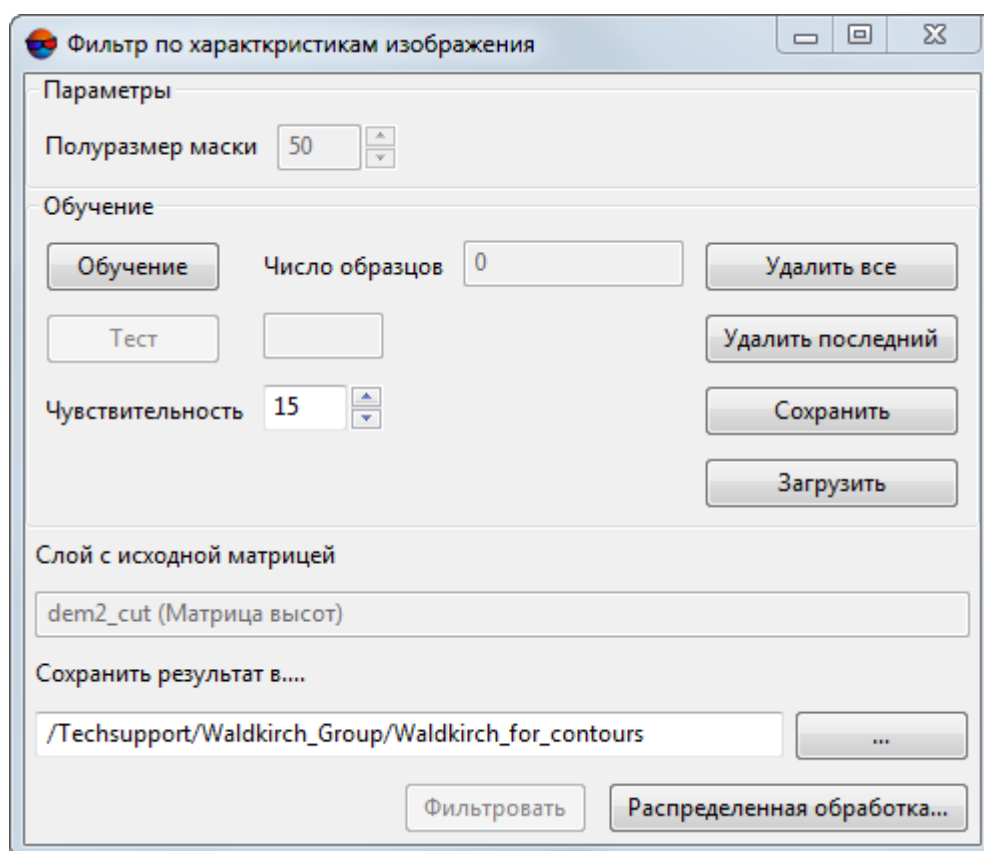 Фильтр по характкристикам изображения
Параметры
Полуразмер маски 50
Обучение
Обучение Число образцов 0 Удалить все
Тест Удалить последний
Чувствительность 15 Сохранить
Загрузить
Слой с исходной матрицей
dem2_cut (Матрица высот)
Сохранить результат в....
/Techsupport/Waldkirch_Group/Waldkirch_for_contours ...
Фильтровать Распределенная обработка...